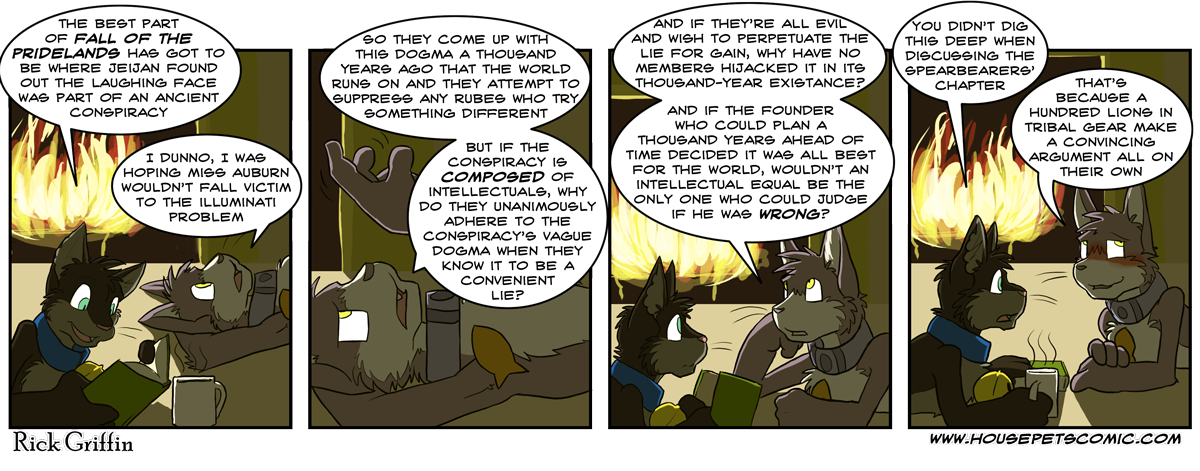 THE BEST PART
OF FALL OF THE
PRIDELANDS HAS GOT TO
BE WHERE JEIJAN FOUND
OUT THE LAUGHING FACE
WAS PART OF AN ANCIENT
CONSPIRACY
I DUNNO, I WAS
HOPING MISS AUBURN
WOULDN'T FALL VICTIM
TO THE ILLUMINATI
PROBLEM
SO THEY COME UP WITH
THIS DOGMA A THOUSAND
YEARS AGO THAT THE WORLD
RUNS ON AND THEY ATTEMPT TO
SUPPRESS ANY RUBES WHO TRY
SOMETHING DIFFERENT
BUT IF THE
CONSPIRACY IS
COMPOSED OF
INTELLECTUALS, WHY
DO THEY UNANIMOUSLY
ADHERE TO THE
CONSPIRACY'S VAGUE
DOGMA WHEN THEY
KNOW IT TO BE A
CONVENIENT
LIE?
AND IF THEY'RE ALL EVIL
AND WISH TO PERPETUATE THE
LIE FOR GAIN, WHY HAVE NO
MEMBERS HIJACKED IT IN ITS
THOUSAND-YEAR EXISTANCE?
AND IF THE FOUNDER
WHO COULD PLAN A
THOUSAND YEARS AHEAD OF
TIME DECIDED IT WAS ALL BEST
FOR THE WORLD, WOULDN'T AN
INTELLECTUAL EQUAL BE THE
ONLY ONE WHO COULD JUDGE
IF HE WAS WRONG?
YOU DIDN'T DIG
THIS DEEP WHEN
DISCUSSING THE
SPEARBEARERS'
CHAPTER
THAT'S
BECAUSE A
HUNDRED LIONS IN
TRIBAL GEAR MAKE
A CONVINCING
ARGUMENT ALL ON
THEIR OWN
Rick Griffin
WWW.HOUSEPETSCOMIC.COM